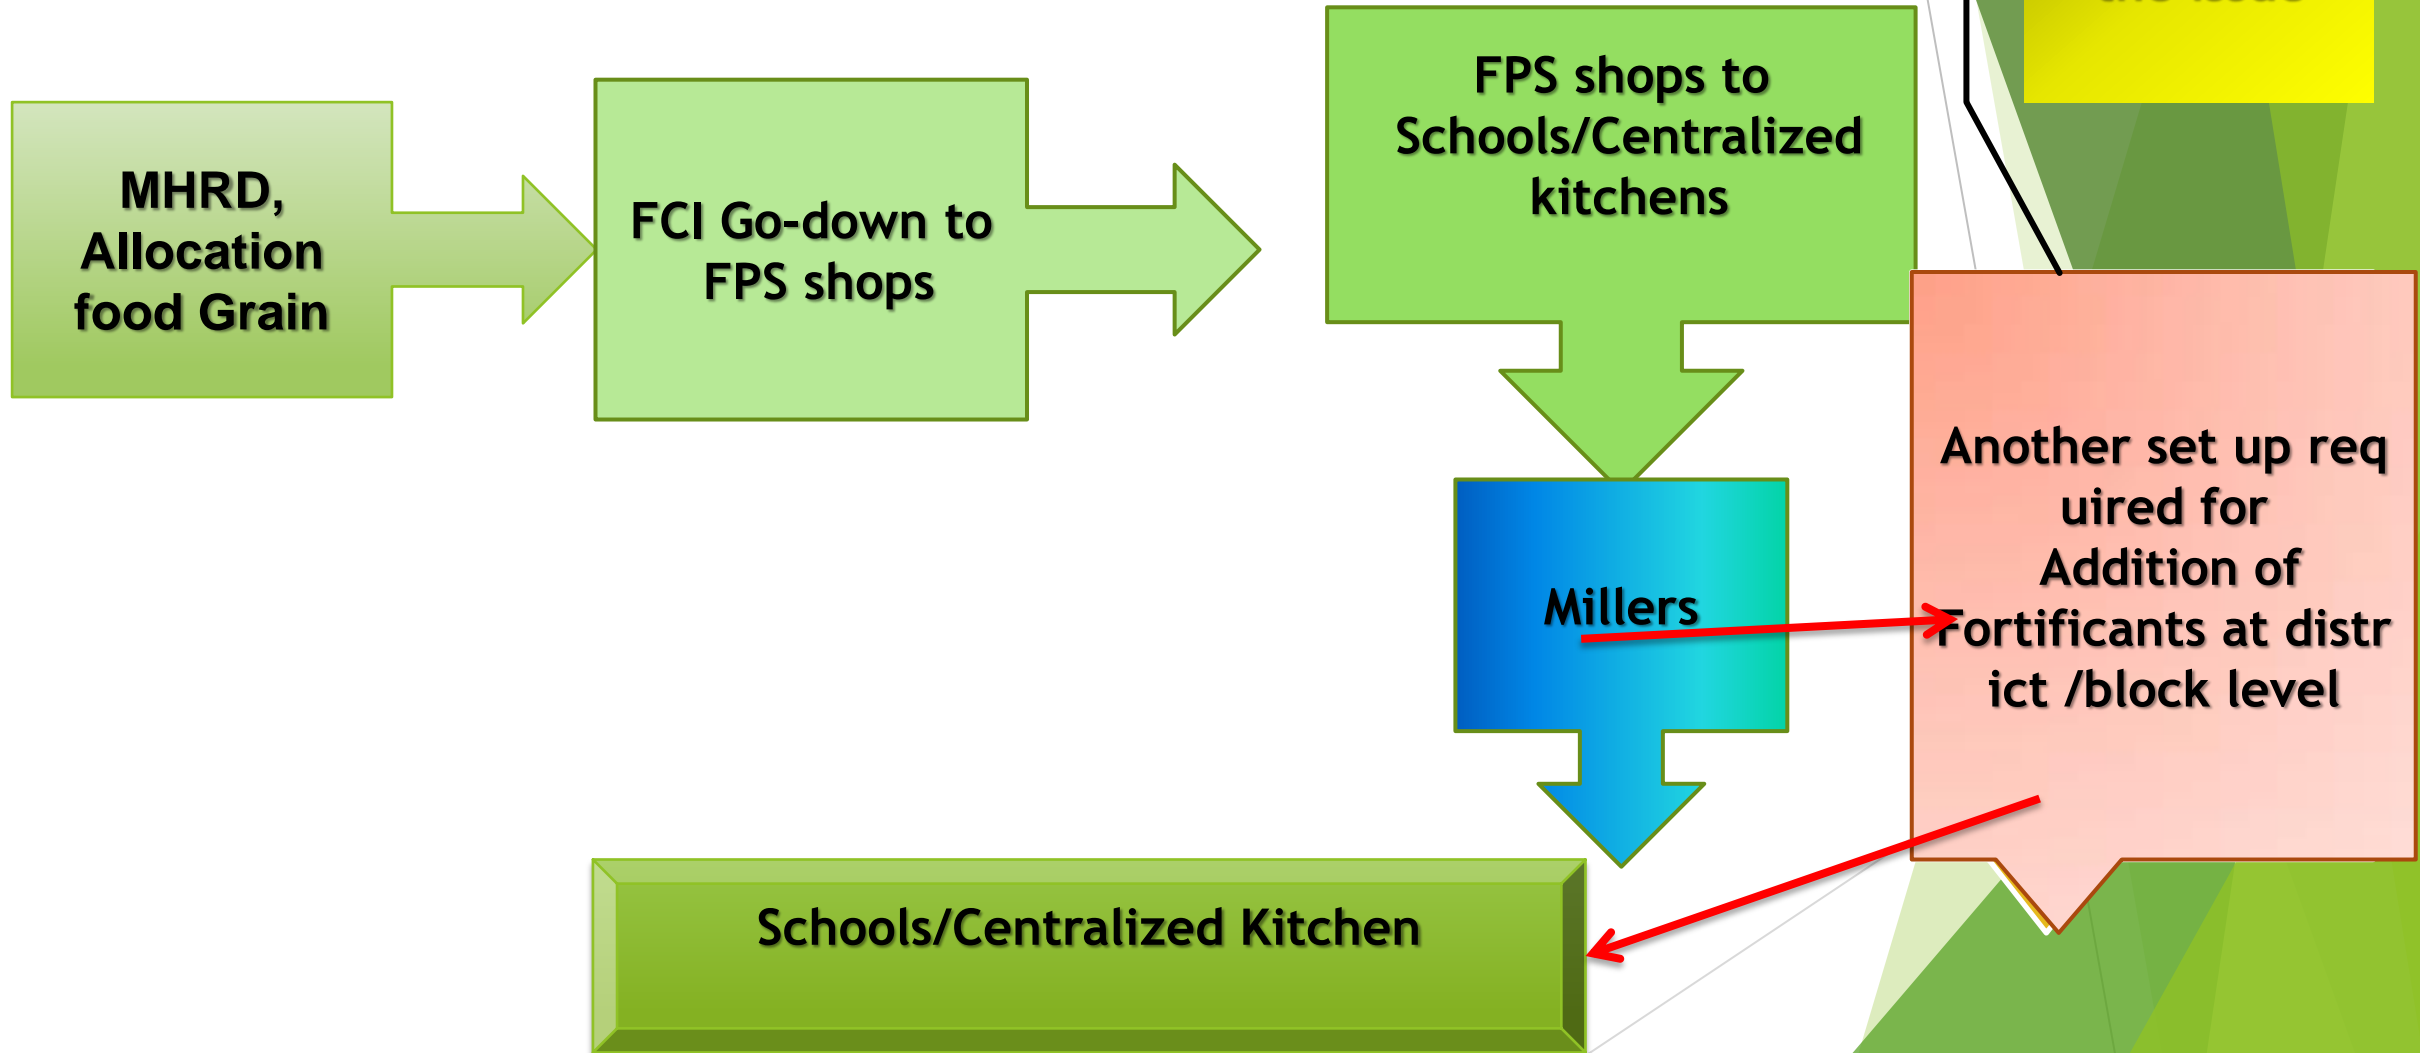 MHRD,
Allocation
food Grain
FCI Go-down to
FPS shops
FPS shops to
Schools/Centralized
kitchens
Another set up req
uired for
Addition of
Fortificants at distr
ict /block level
Millers
Schools/Centralized Kitchen